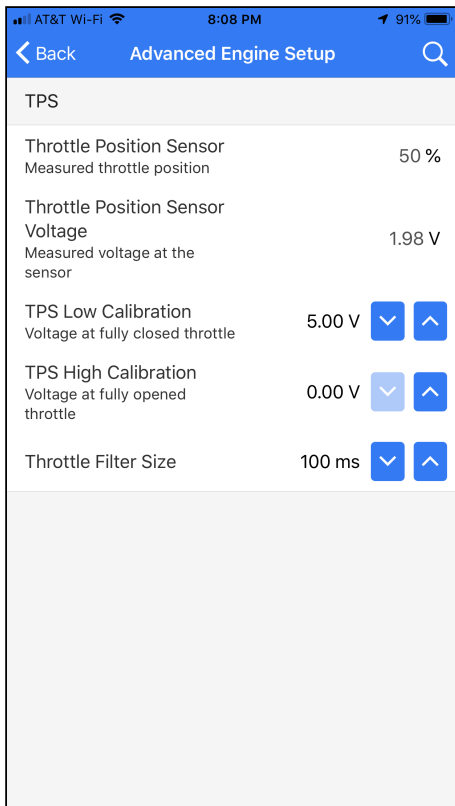 AT&T Wi-Fi 8:08 PM 91%
Back Advanced Engine Setup
TPS
Throttle Position Sensor
Measured throttle position
50 %
Throttle Position Sensor
Voltage
Measured voltage at the
sensor
1.98 V
TPS Low Calibration
Voltage at fully closed throttle
5.00 V
TPS High Calibration
Voltage at fully opened
throttle
0.00 V
Throttle Filter Size 100 ms